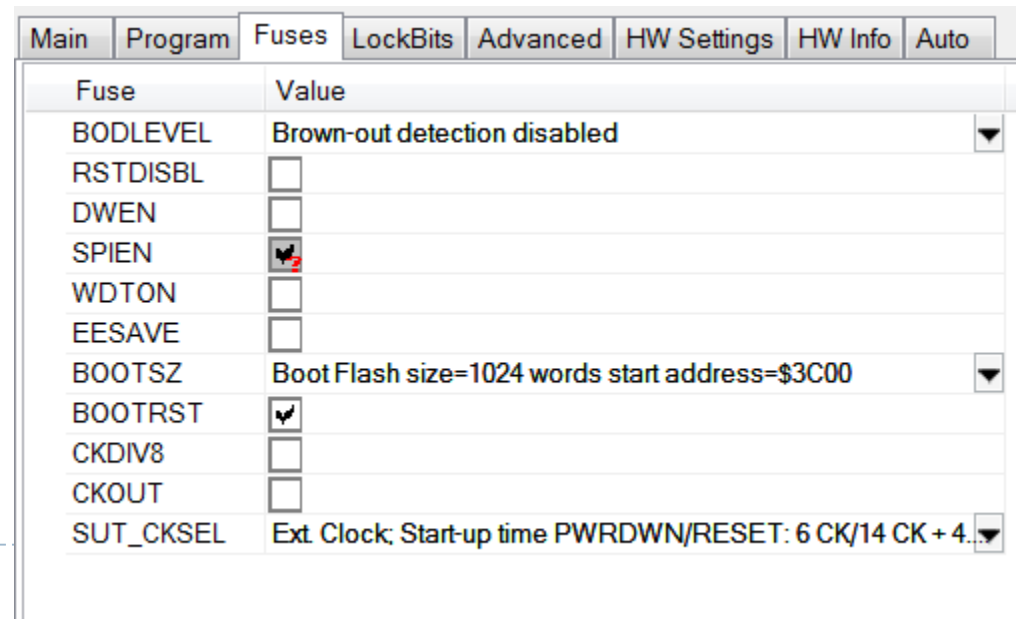 Main Program Fuses LockBits Advanced HW Settings HW Info Auto
Fuse Value
BODLEVEL Brown-out detection disabled
RSTDISBL
DWEN
SPIEN ?
WDTON
EESAVE
BOOTSZ Boot Flash size=1024 words start address=$3C00
BOOTRST
CKDIV8
CKOUT
SUT_CKSEL Ext. Clock; Start-up time PWRDWN/RESET: 6 CK/14 CK + 4...